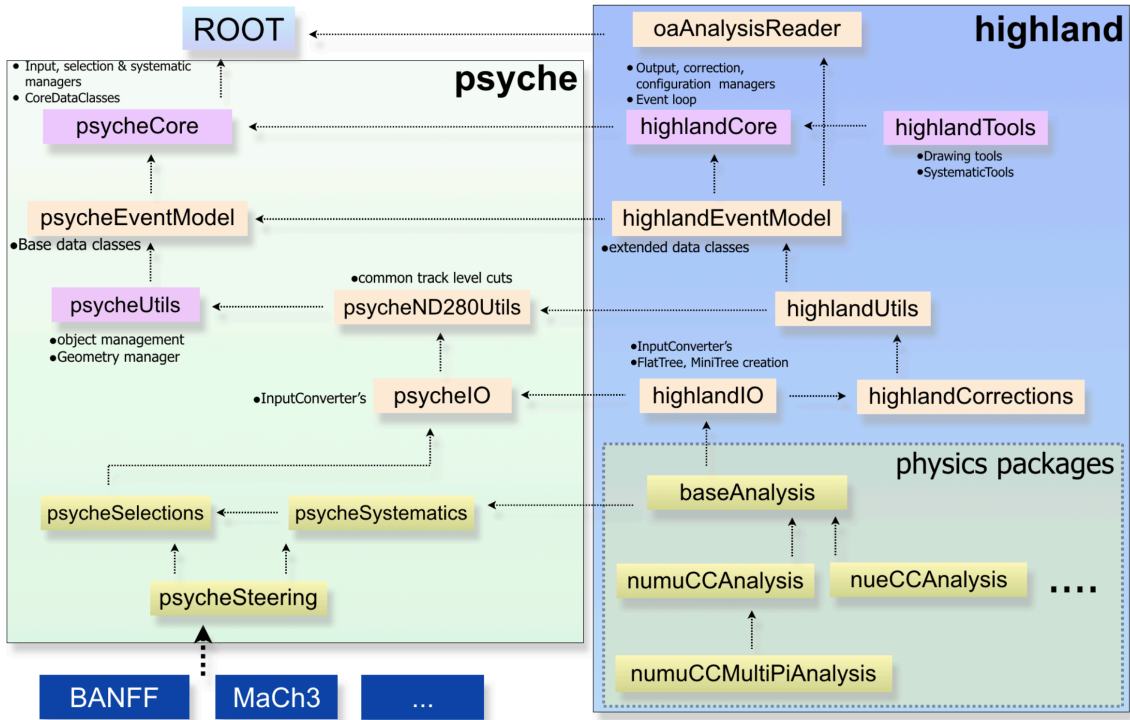 ROOT
oaAnalysisReader
highland
• Input, selection & systematic
managers
• CoreDataClasses
psyche
• Output, correction,
configuration managers
• Event loop
psycheCore
highlandCore
highlandTools
•Drawing tools
•SystematicTools
psycheEventModel
highlandEventModel
•Base data classes
•extended data classes
•common track level cuts
psycheUtils
psycheND280Utils
highlandUtils
•object management
•Geometry manager
•InputConverter's
•FlatTree, MiniTree creation
•InputConverter's
psycheIO
highlandIO
highlandCorrections
physics packages
baseAnalysis
psycheSelections
psycheSystematics
numuCCAnalysis
nueCCAnalysis
....
psycheSteering
numuCCMultiPiAnalysis
BANFF
MaCh3
...